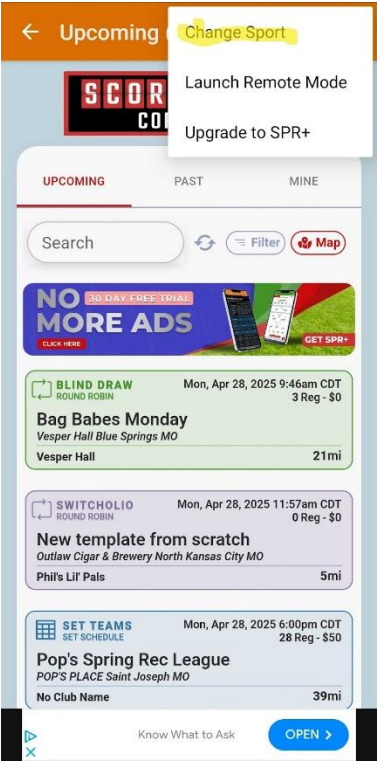 Upcoming (
Change Sport
Launch Remote Mode
Upgrade to SPR+
SCOR
CO
UPCOMING PAST MINE
Search Filter Map
NO 30 DAY FREE TRIAL
MORE ADS
CLICK HERE GET SPR+
BLIND DRAW Mon, Apr 28, 2025 9:46am CDT
ROUND ROBIN 3 Reg - $0
Bag Babes Monday
Vesper Hall Blue Springs MO
Vesper Hall 21mi
SWITCHOLIO Mon, Apr 28, 2025 11:57am CDT
ROUND ROBIN 0 Reg - $0
New template from scratch
Outlaw Cigar & Brewery North Kansas City MO
Phil's Lil' Pals 5mi
SET TEAMS Mon, Apr 28, 2025 6:00pm CDT
SET SCHEDULE 28 Reg - $50
Pop's Spring Rec League
POP'S PLACE Saint Joseph MO
No Club Name 39mi
Know What to Ask OPEN >